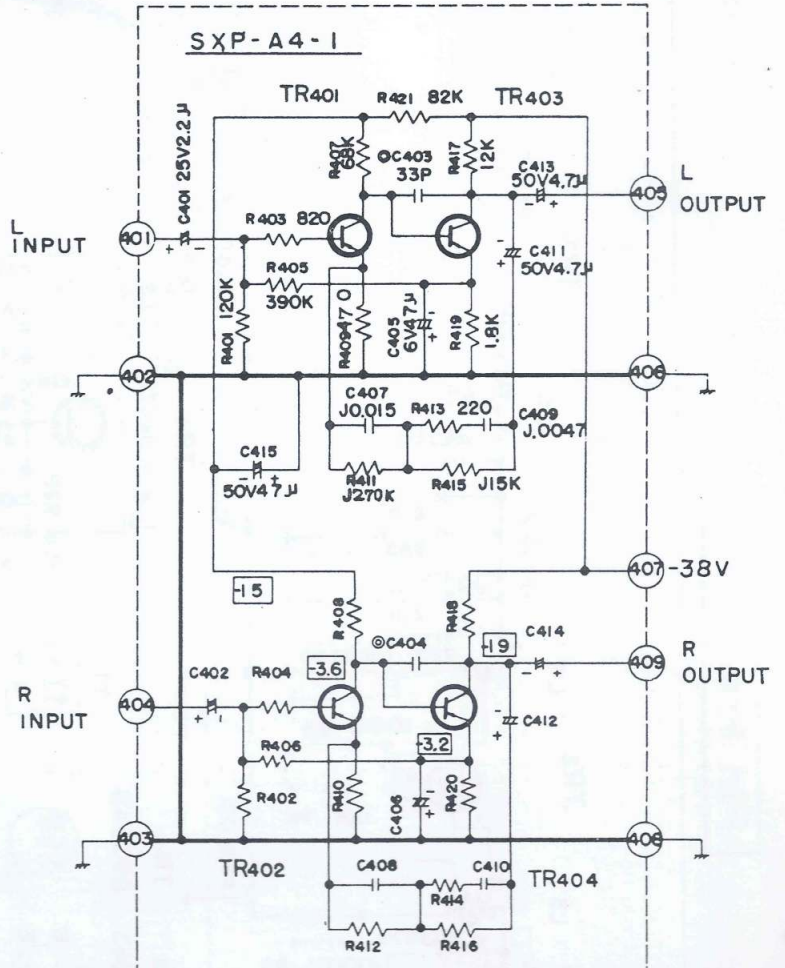 SXP-A4-1
TR401
R421 82K
TR403
R407
68K
C403
33P
R417
12K
C413
50V4.7μ
405
L
OUTPUT
C401 25V2.2μ
L
INPUT
401
+ -
R403 820
- +
C411
50V4.7μ
-
+
R405
390K
R401 120K
R409 470
C405
6V47μ
-
+
R419
1.8K
402
406
C407
J0.015
R413 220
C409
J.0047
C415
- +
50V47μ
R411
J270K
R415 J15K
407
-38V
-15
R408
R418
C404
-19
C414
- +
409
R
OUTPUT
C402
R404
-3.6
R
INPUT
404
+ -
C412
-
+
R406
-3.2
R402
R410
C406
-
+
R420
403
408
TR402
C408
C410
TR404
R414
R412
R416